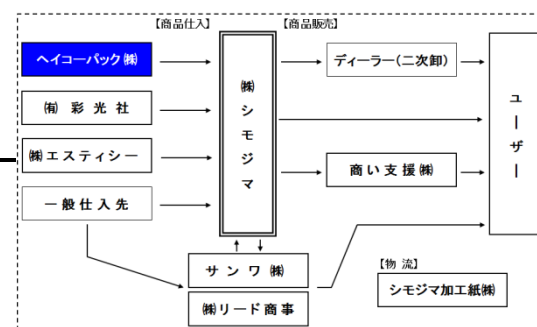 【商品仕入】
【商品販売】
ヘイコーパック㈱
㈲ 彩光社
㈱エスティシー
一般仕入先
㈱シモジマ
ディーラー(二次卸)
商い支援㈱
ユーザー
サンワ㈱
㈱リード商事
【物 流】
シモジマ加工紙㈱